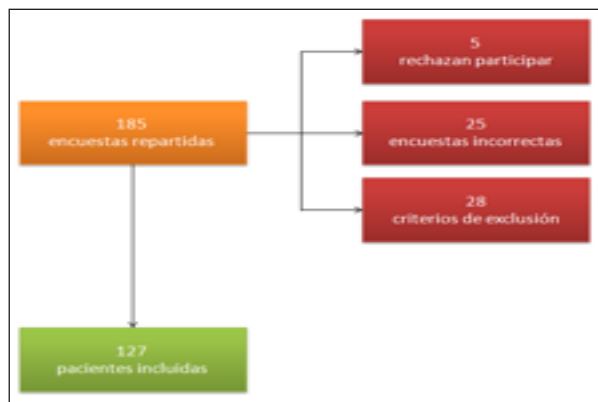 5
rechazan participar
185
encuestas repartidas
25
encuestas incorrectas
28
criterios de exclusión
127
pacientes incluidas